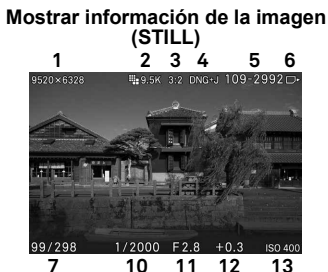 Mostrar información de la imagen
(STILL)
1 2 3 4 5 6
9520×6328 9.5K 3:2 DNG+J 109-2992
99/298 1/2000 F2.8 +0.3 ISO 400
7 10 11 12 13